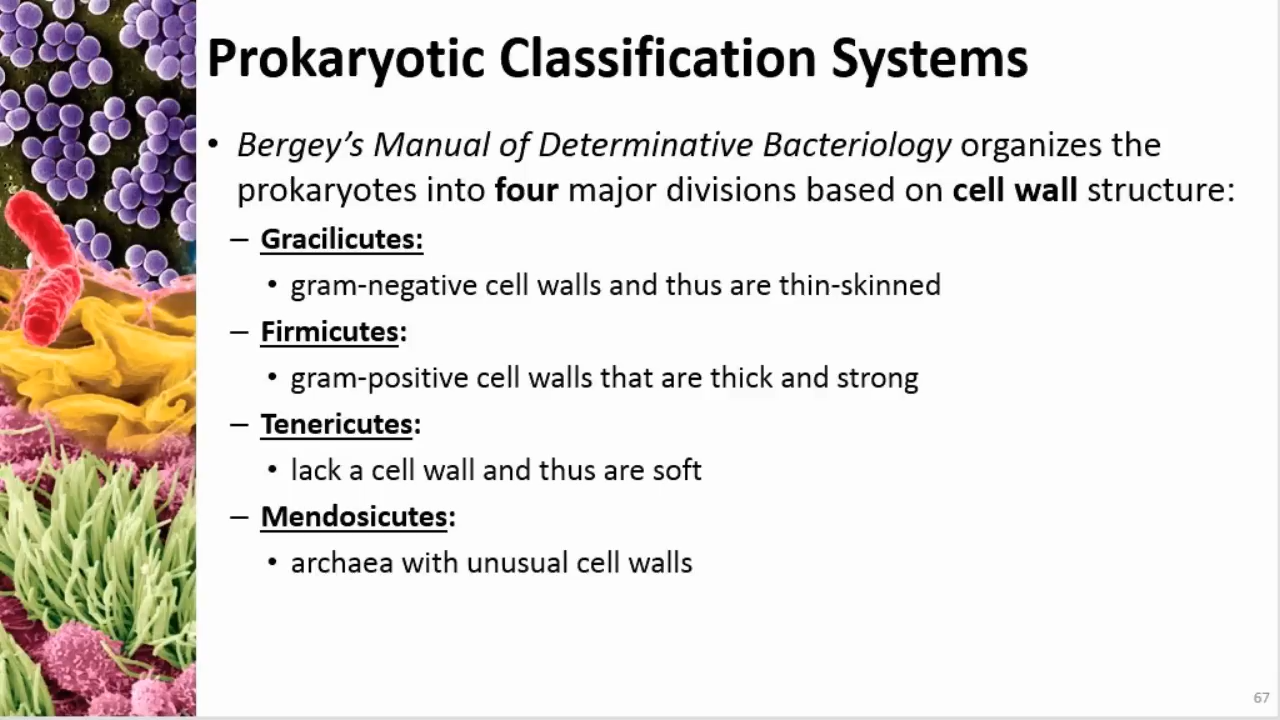 Prokaryotic Classification Systems
• Bergey’s Manual of Determinative Bacteriology organizes the
prokaryotes into four major divisions based on cell wall structure:
– Gracilicutes:
• gram-negative cell walls and thus are thin-skinned
– Firmicutes:
• gram-positive cell walls that are thick and strong
– Tenericutes:
• lack a cell wall and thus are soft
– Mendosicutes:
• archaea with unusual cell walls
67